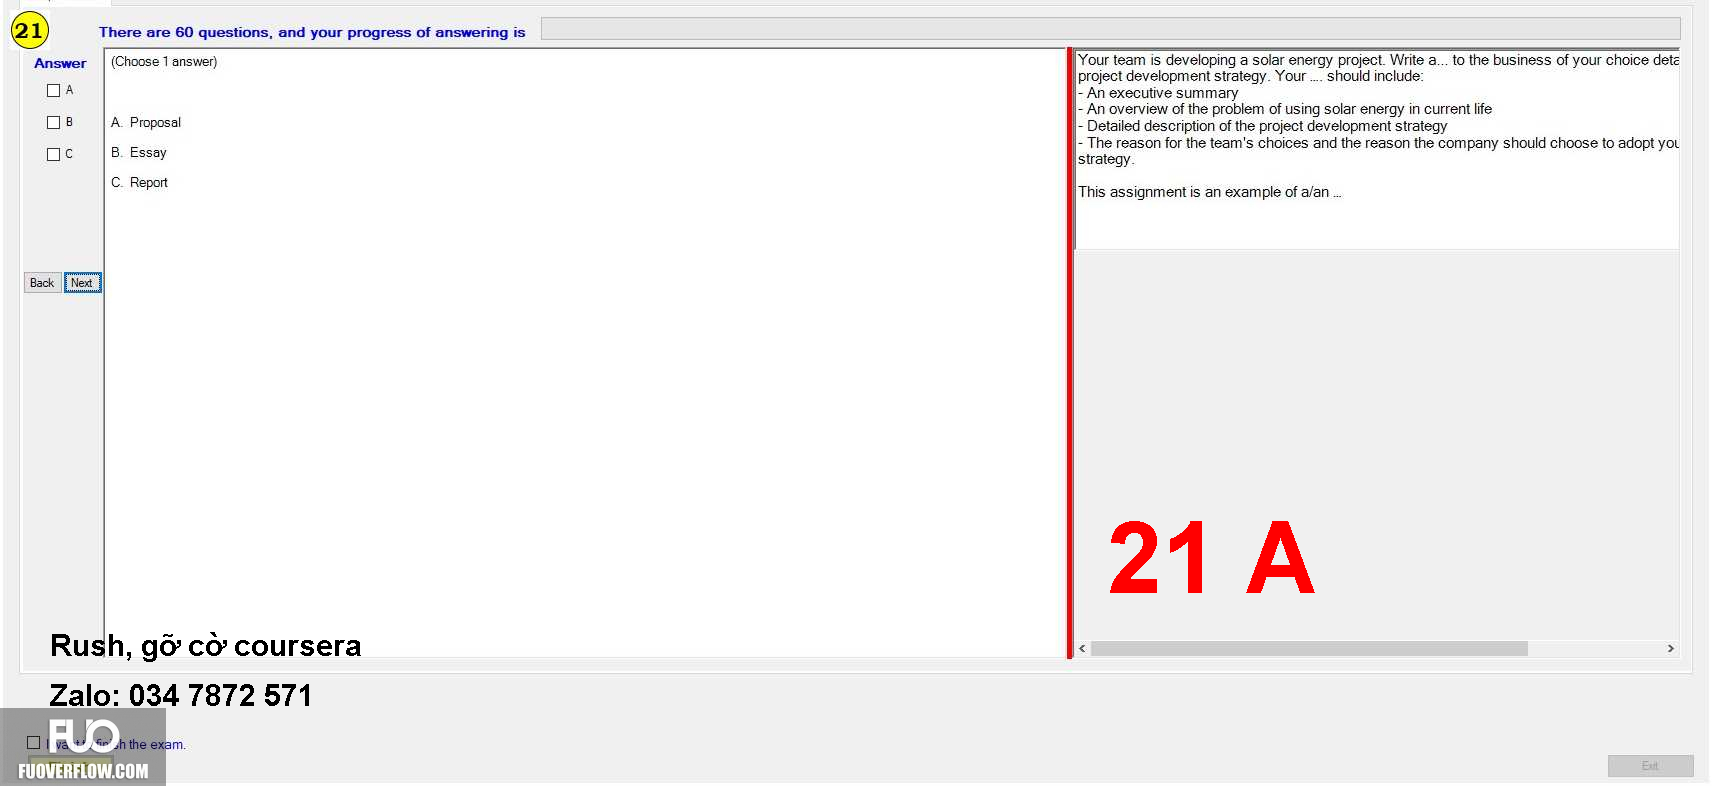 21
There are 60 questions, and your progress of answering is
Answer
A
B
C
Back
Next
(Choose 1 answer)
A. Proposal
B. Essay
C. Report
Your team is developing a solar energy project. Write a... to the business of your choice deta
project development strategy. Your .... should include:
- An executive summary
- An overview of the problem of using solar energy in current life
- Detailed description of the project development strategy
- The reason for the team's choices and the reason the company should choose to adopt you
strategy.
This assignment is an example of a/an ...
21 A
Rush, gỡ cờ coursera
Zalo: 034 7872 571
I want to finish the exam.
FUO
FUOVERFLOW.COM
Exit